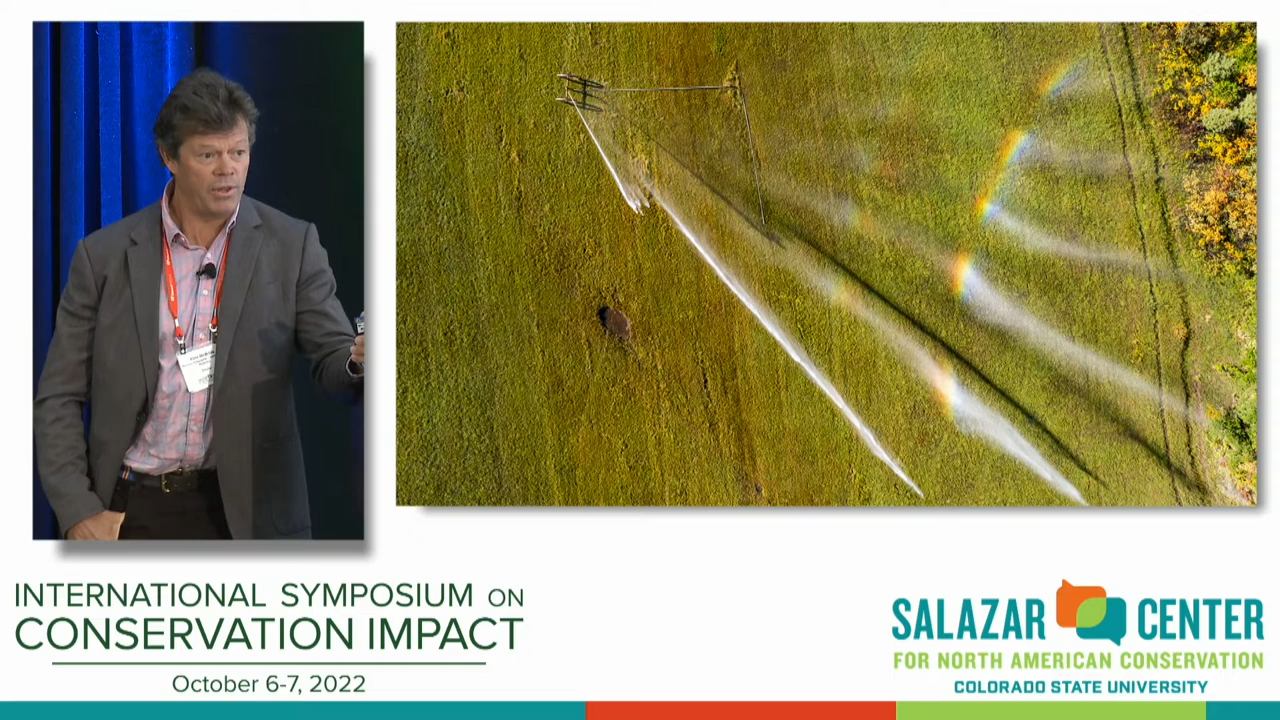 INTERNATIONAL SYMPOSIUM ON
CONSERVATION IMPACT
October 6-7, 2022
SALAZAR CENTER
FOR NORTH AMERICAN CONSERVATION
COLORADO STATE UNIVERSITY